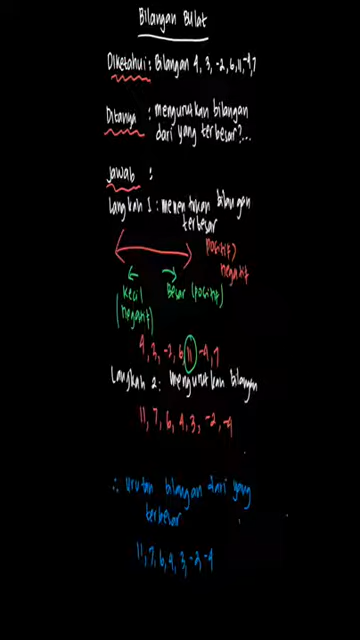 Bilangan Bulat
Diketahui : Bilangan 4, 3, -2, 6, 11, -4, 7
Ditanya : mengurutkan bilangan
dari yang terbesar?...
Jawab :
Langkah 1 : menentukan bilangan
terbesar
positif>
negatif
kecil
(negatif)
Besar (positif)
4, 3, -2, 6, 11, -4, 7
Langkah 2 : Mengurutkan bilangan
11, 7, 6, 4, 3, -2, -4
∴ urutan bilangan dari yang
terbesar
11, 7, 6, 4, 3, -2, -4